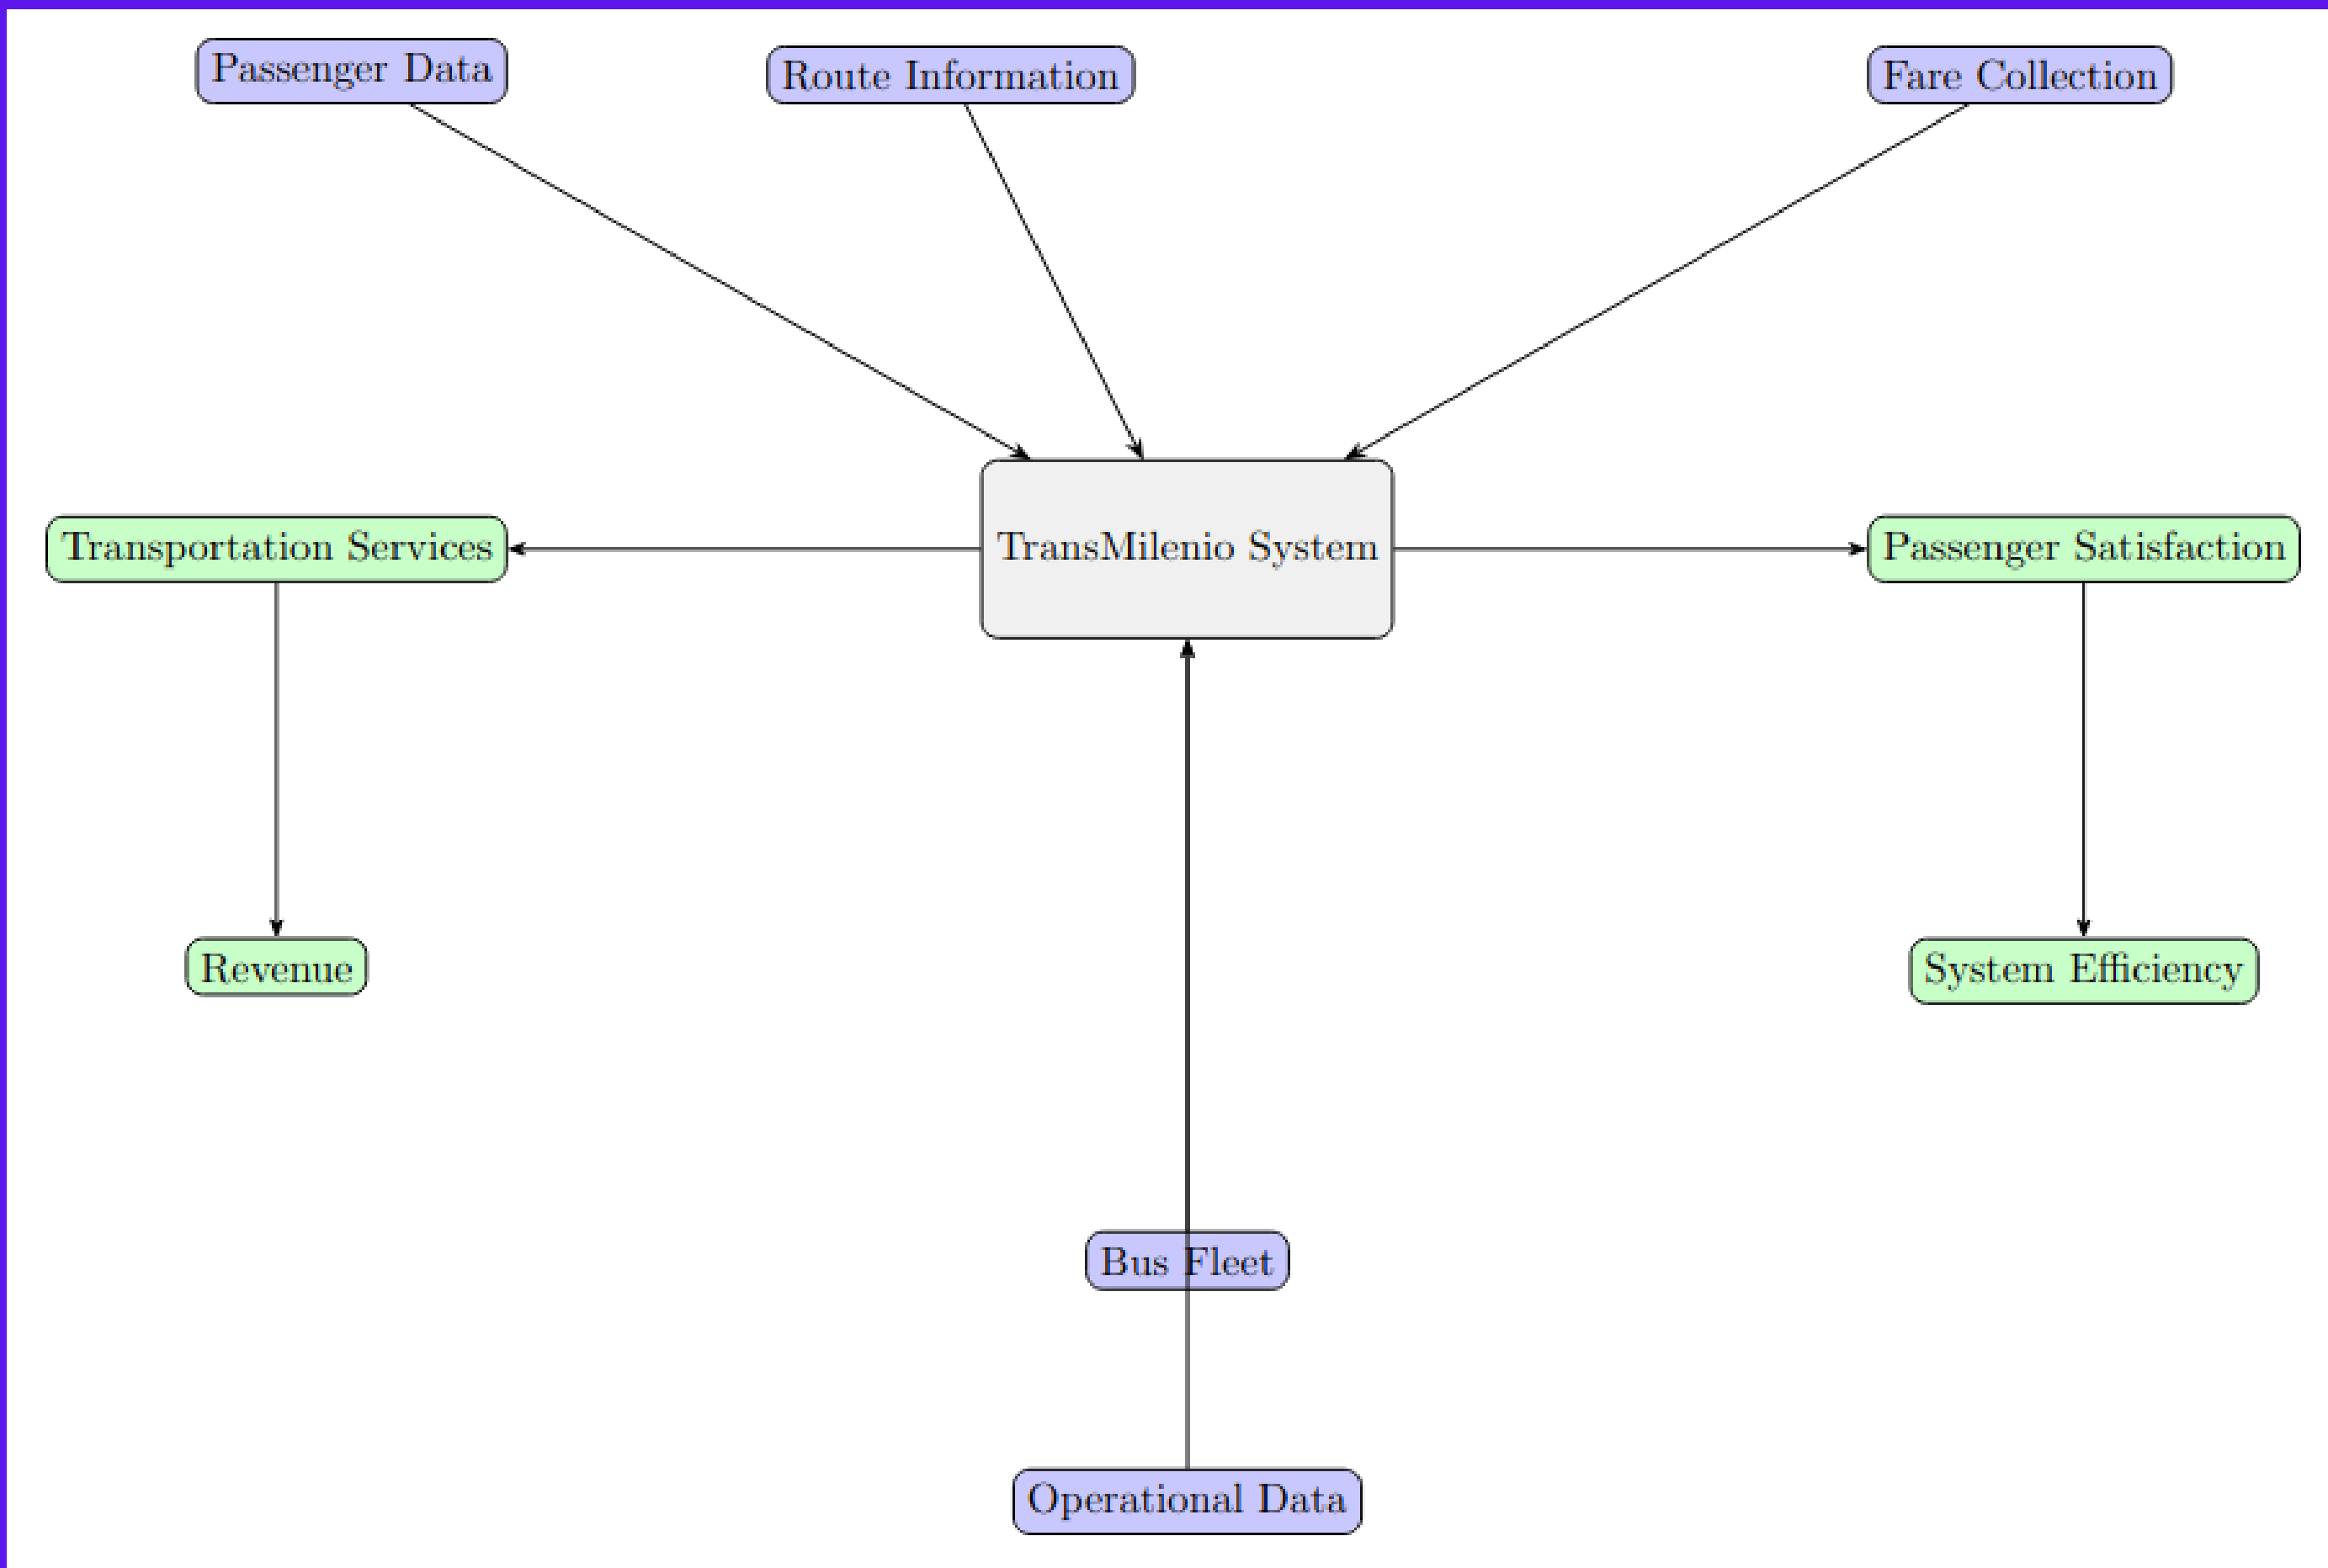 Passenger Data
Route Information
Fare Collection
Transportation Services
TransMilenio System
Passenger Satisfaction
Revenue
System Efficiency
Bus Fleet
Operational Data